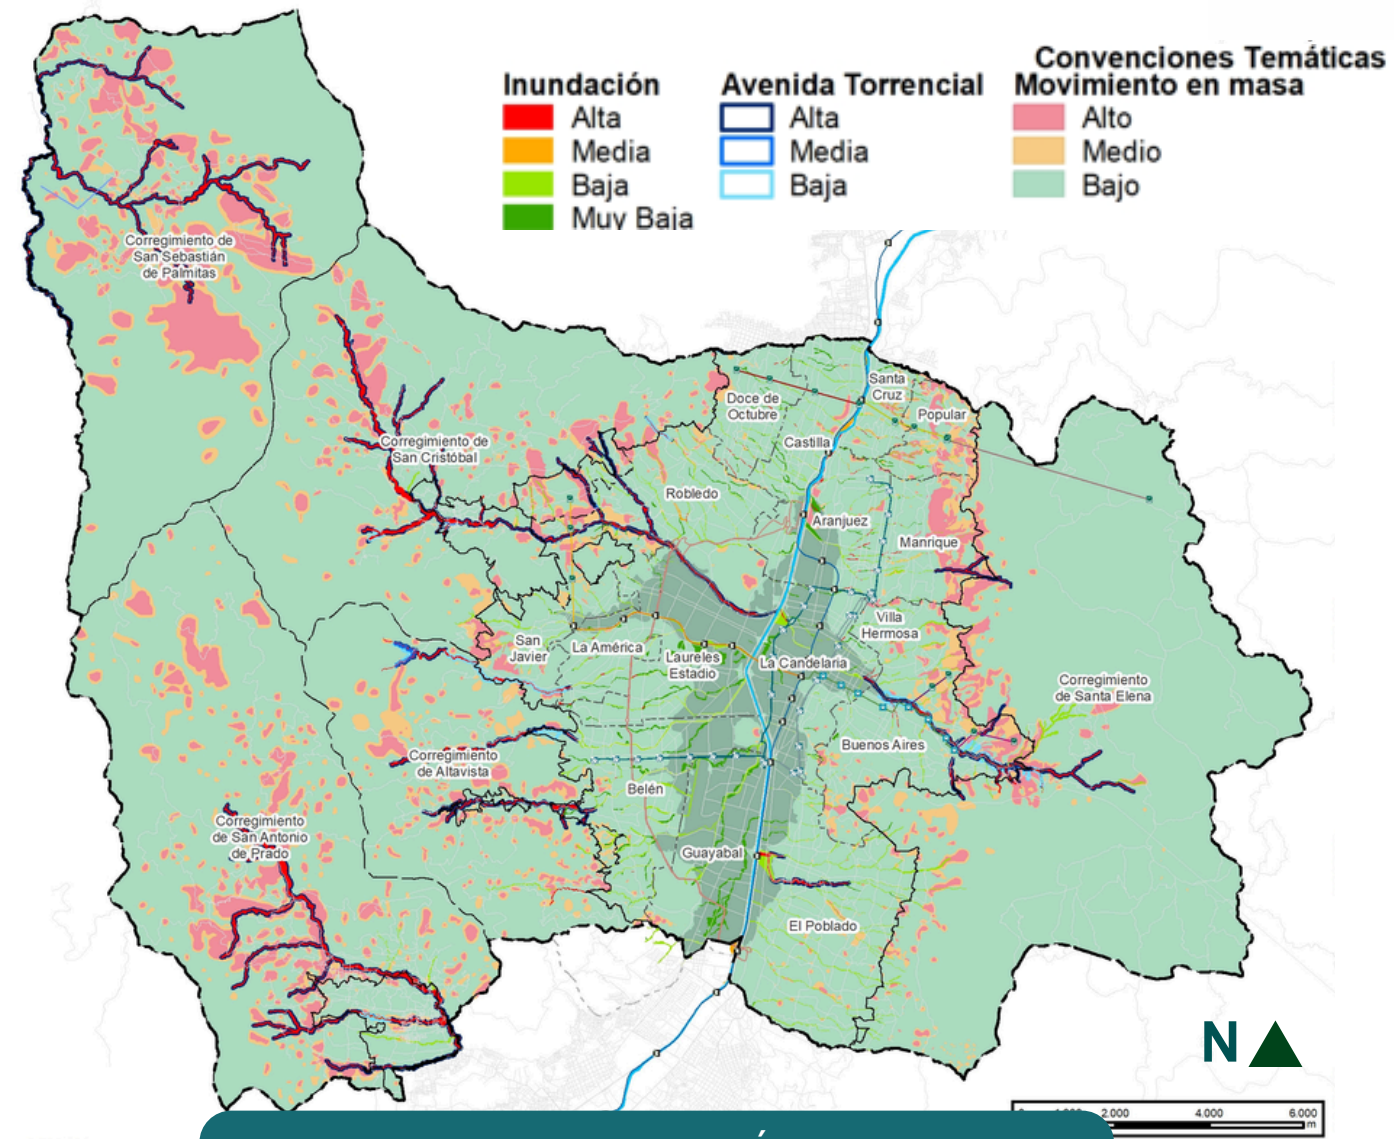 Convenciones Temáticas
Inundación
Alta
Media
Baja
Muy Baja
Avenida Torrencial
Alta
Media
Baja
Movimiento en masa
Alto
Medio
Bajo
Corregimiento de
San Sebastián
de Palmitas
Santa
Cruz
Doce de
Octubre
Popular
Castilla
Corregimiento de
San Cristóbal
Robledo
Aranjuez
Manrique
Villa
Hermosa
San
Javier
La América
Laureles
Estadio
La Candelaria
Corregimiento
de Santa Elena
Buenos Aires
Corregimiento
de Altavista
Belén
Corregimiento
de San Antonio
de Prado
Guayabal
El Poblado
N
2.000
4.000
6.000
m